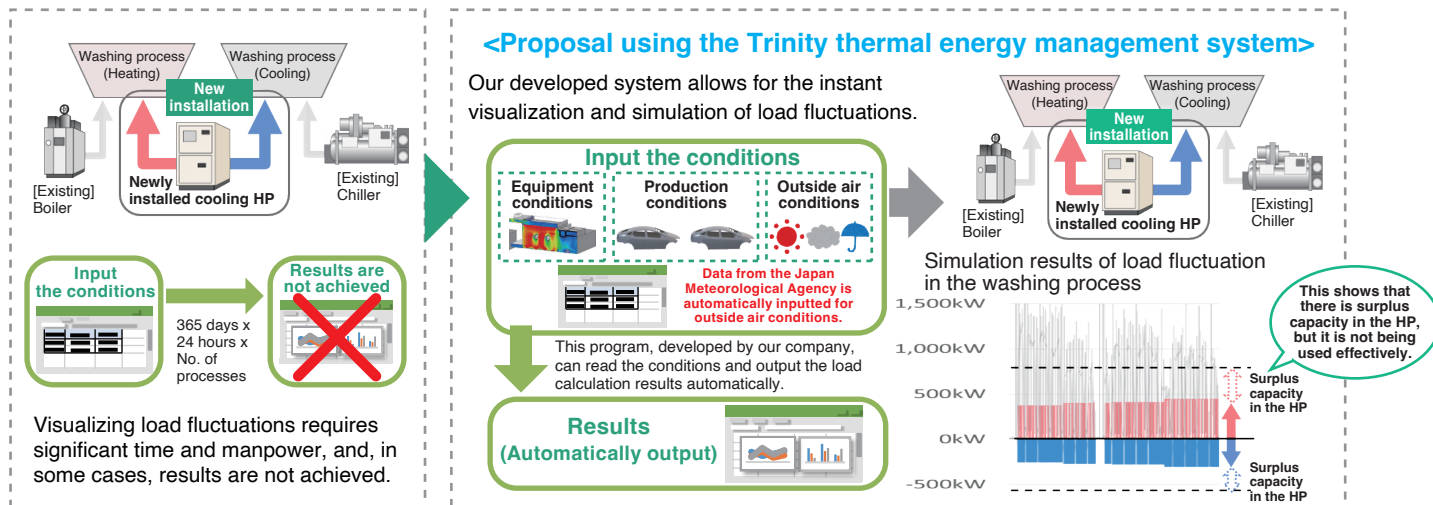 Washing process
(Heating)
Washing process
(Cooling)
New
installation
[Existing]
Boiler
Newly
installed cooling HP
[Existing]
Chiller
Input
the conditions
365 days x
24 hours x
No. of
processes
Results are
not achieved
Visualizing load fluctuations requires
significant time and manpower, and, in
some cases, results are not achieved.
<Proposal using the Trinity thermal energy management system>
Our developed system allows for the instant
visualization and simulation of load fluctuations.
Input the conditions
Equipment
conditions
Production
conditions
Outside air
conditions
Data from the Japan
Meteorological Agency is
automatically inputted for
outside air conditions.
This program, developed by our company,
can read the conditions and output the load
calculation results automatically.
Results
(Automatically output)
Washing process
(Heating)
Washing process
(Cooling)
New
installation
[Existing]
Boiler
Newly
installed cooling HP
[Existing]
Chiller
Simulation results of load fluctuation
in the washing process
1,500kW
1,000kW
500kW
0kW
-500kW
Surplus
capacity
in the HP
Surplus
capacity
in the HP
This shows that
there is surplus
capacity in the HP,
but it is not being
used effectively.